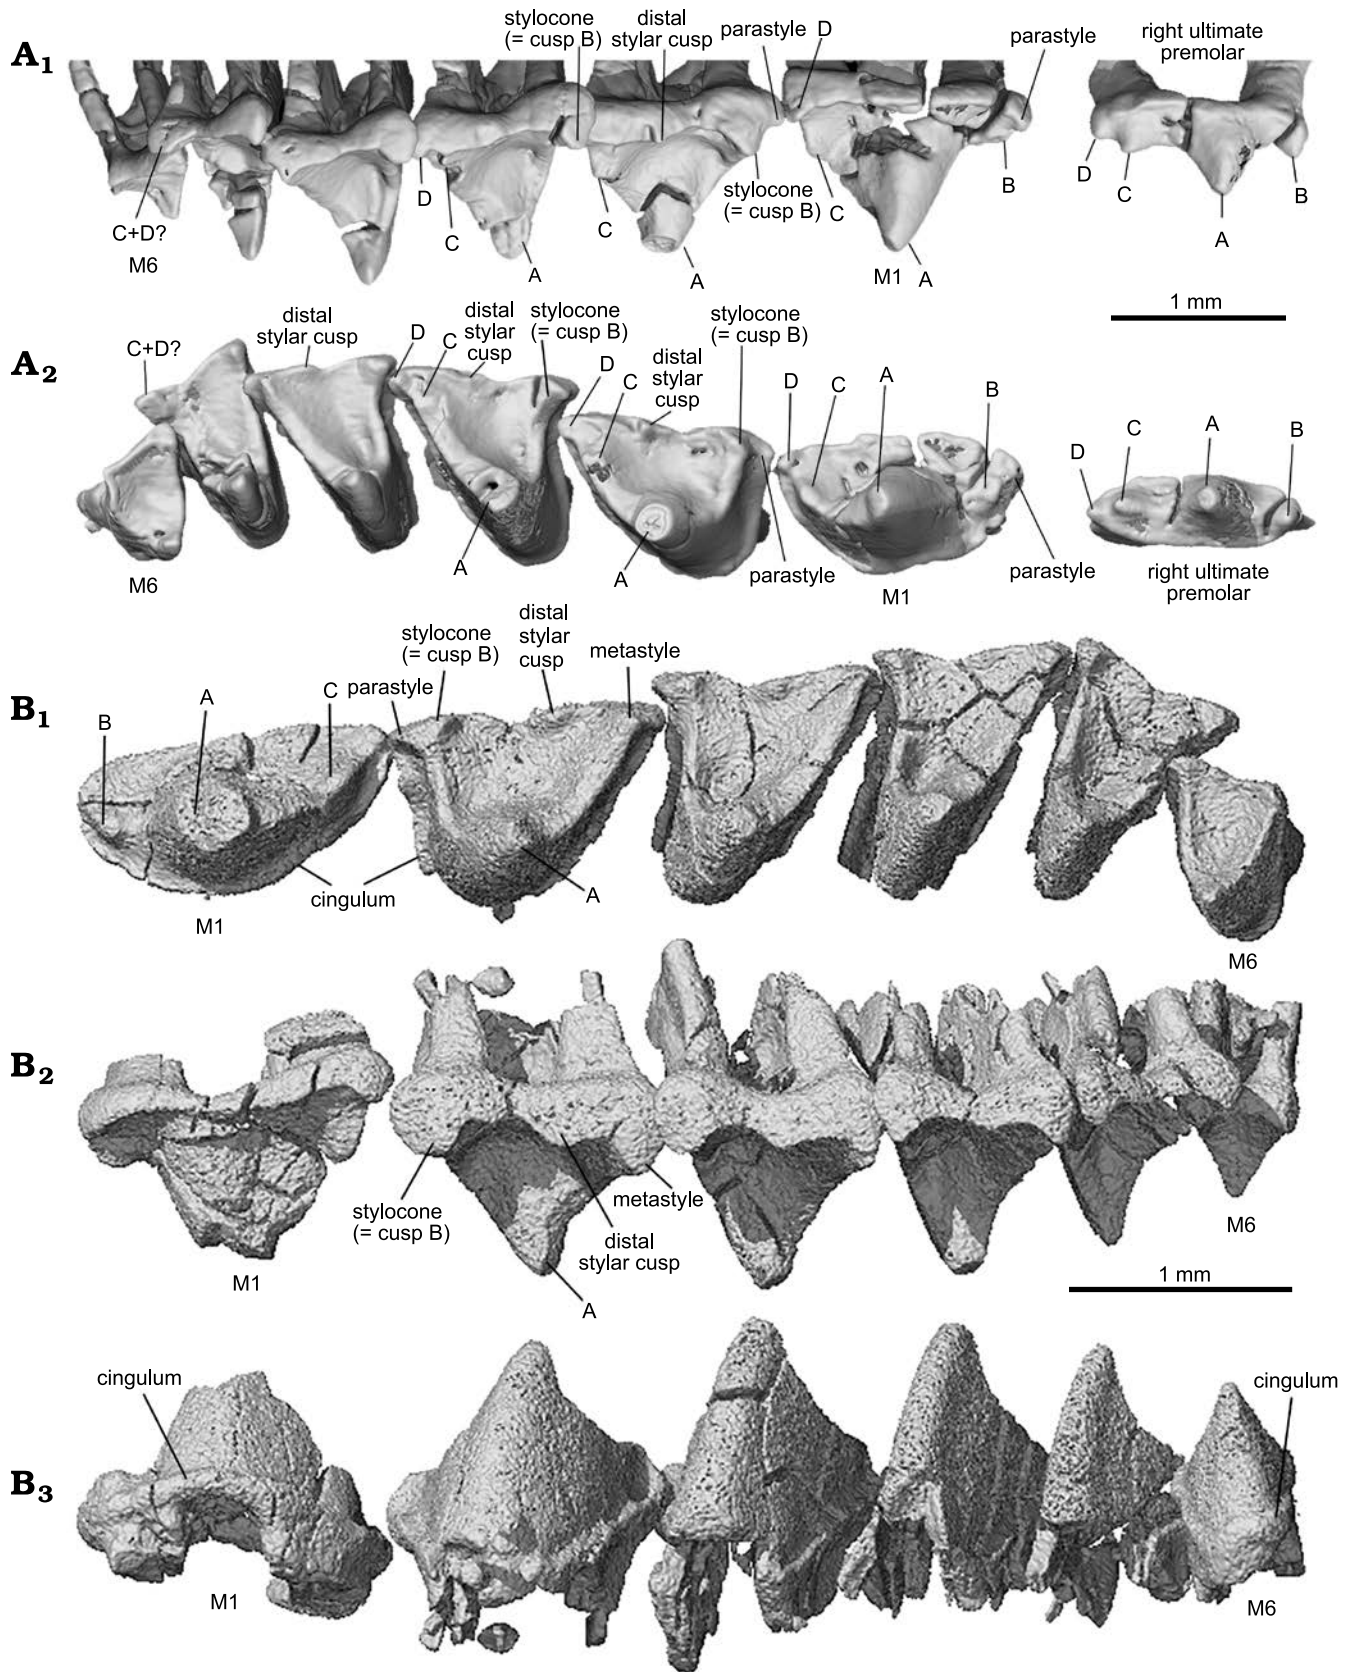 A1
stylocone
(= cusp B)
distal
stylar cusp
parastyle
D
parastyle
right ultimate
premolar
C+D?
M6
D
C
A
C
A
stylocone
(= cusp B)
C
M1
A
B
D
C
A
B
1 mm
A2
C+D?
distal
stylar cusp
D
C
distal
stylar
cusp
stylocone
(= cusp B)
D
C
distal
stylar
cusp
stylocone
(= cusp B)
D
C
A
B
D
C
A
B
M6
A
A
parastyle
M1
parastyle
right ultimate
premolar
B1
B
A
C
parastyle
stylocone
(= cusp B)
distal
stylar
cusp
metastyle
cingulum
M1
A
M6
B2
stylocone
(= cusp B)
metastyle
distal
stylar cusp
A
M1
M6
1 mm
B3
cingulum
cingulum
M1
M6